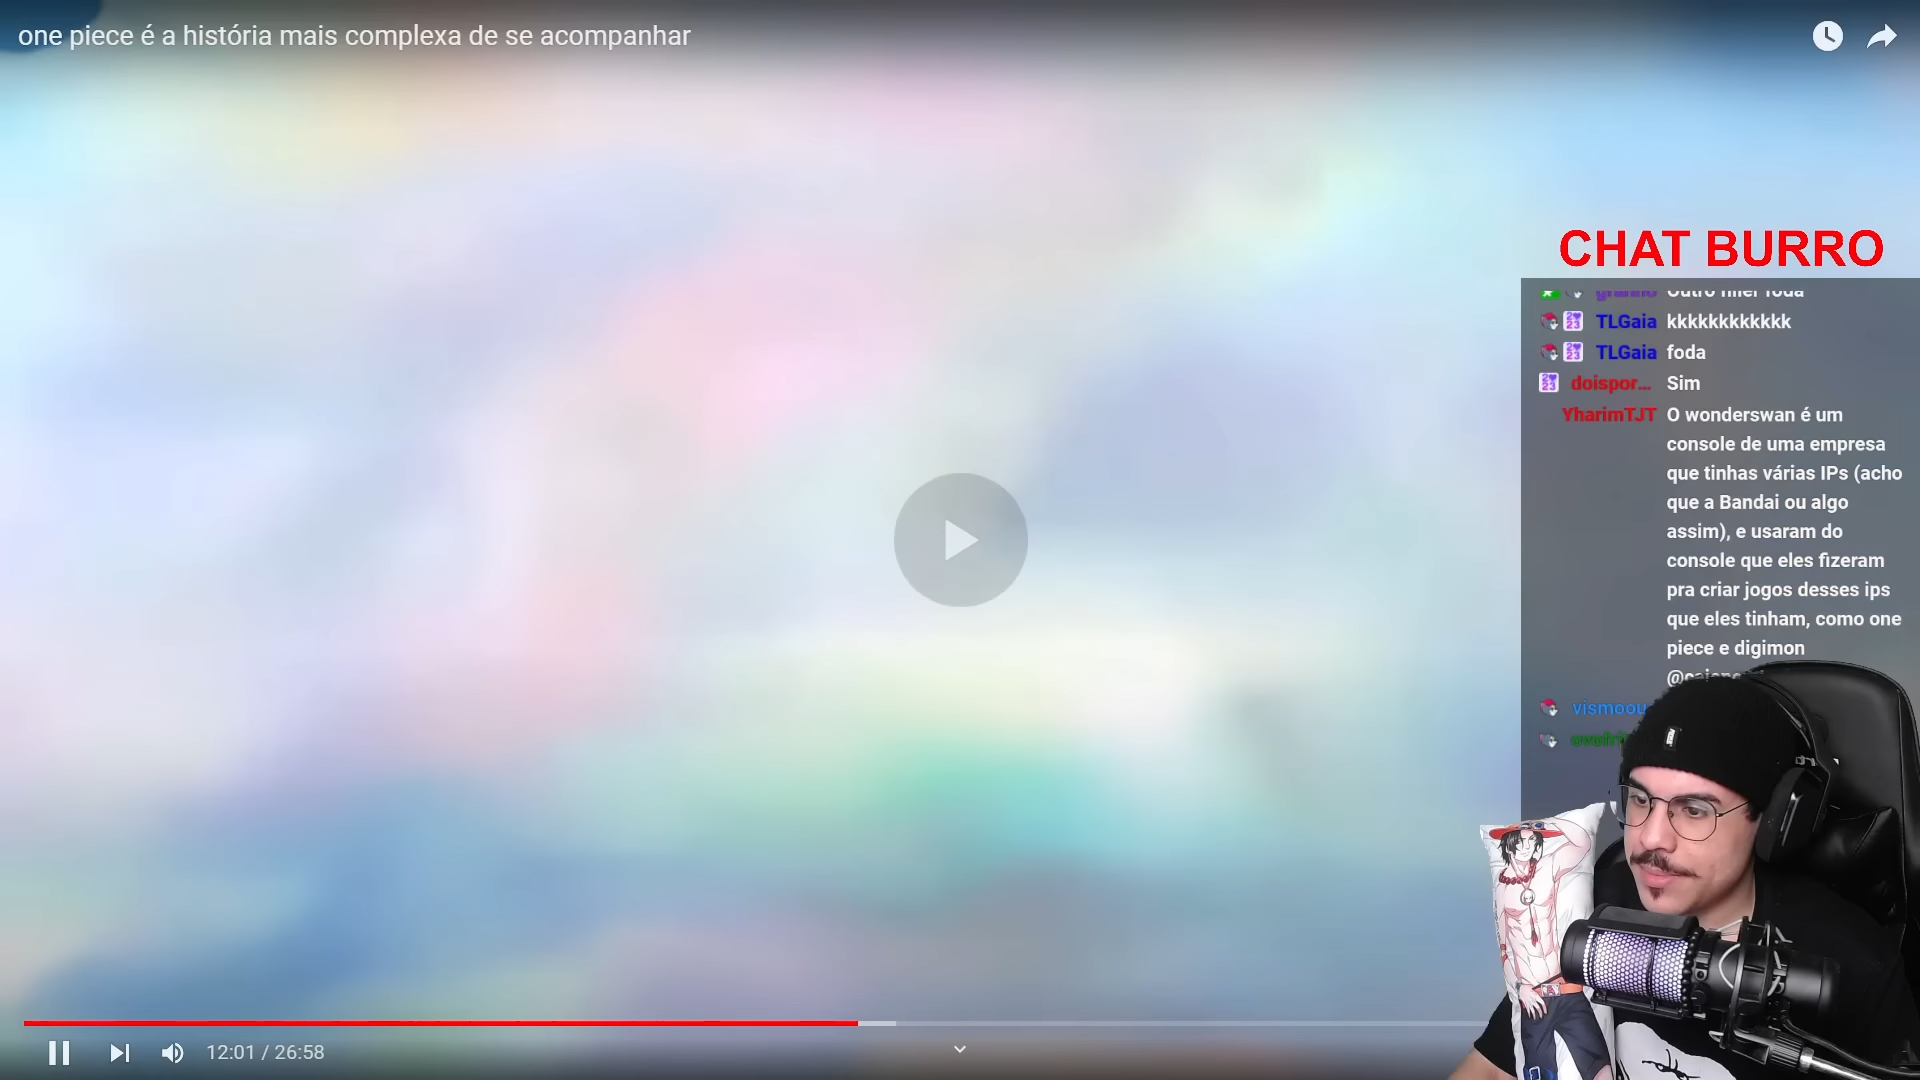 one piece é a história mais complexa de se acompanhar
CHAT BURRO
TLGaia kkkkkkkkkkkk
TLGaia foda
doispor... Sim
YharimTJT O wonderswan é um
console de uma empresa
que tinhas várias IPs (acho
que a Bandai ou algo
assim), e usaram do
console que eles fizeram
pra criar jogos desses ips
que eles tinham, como one
piece e digimon
12:01 / 26:58